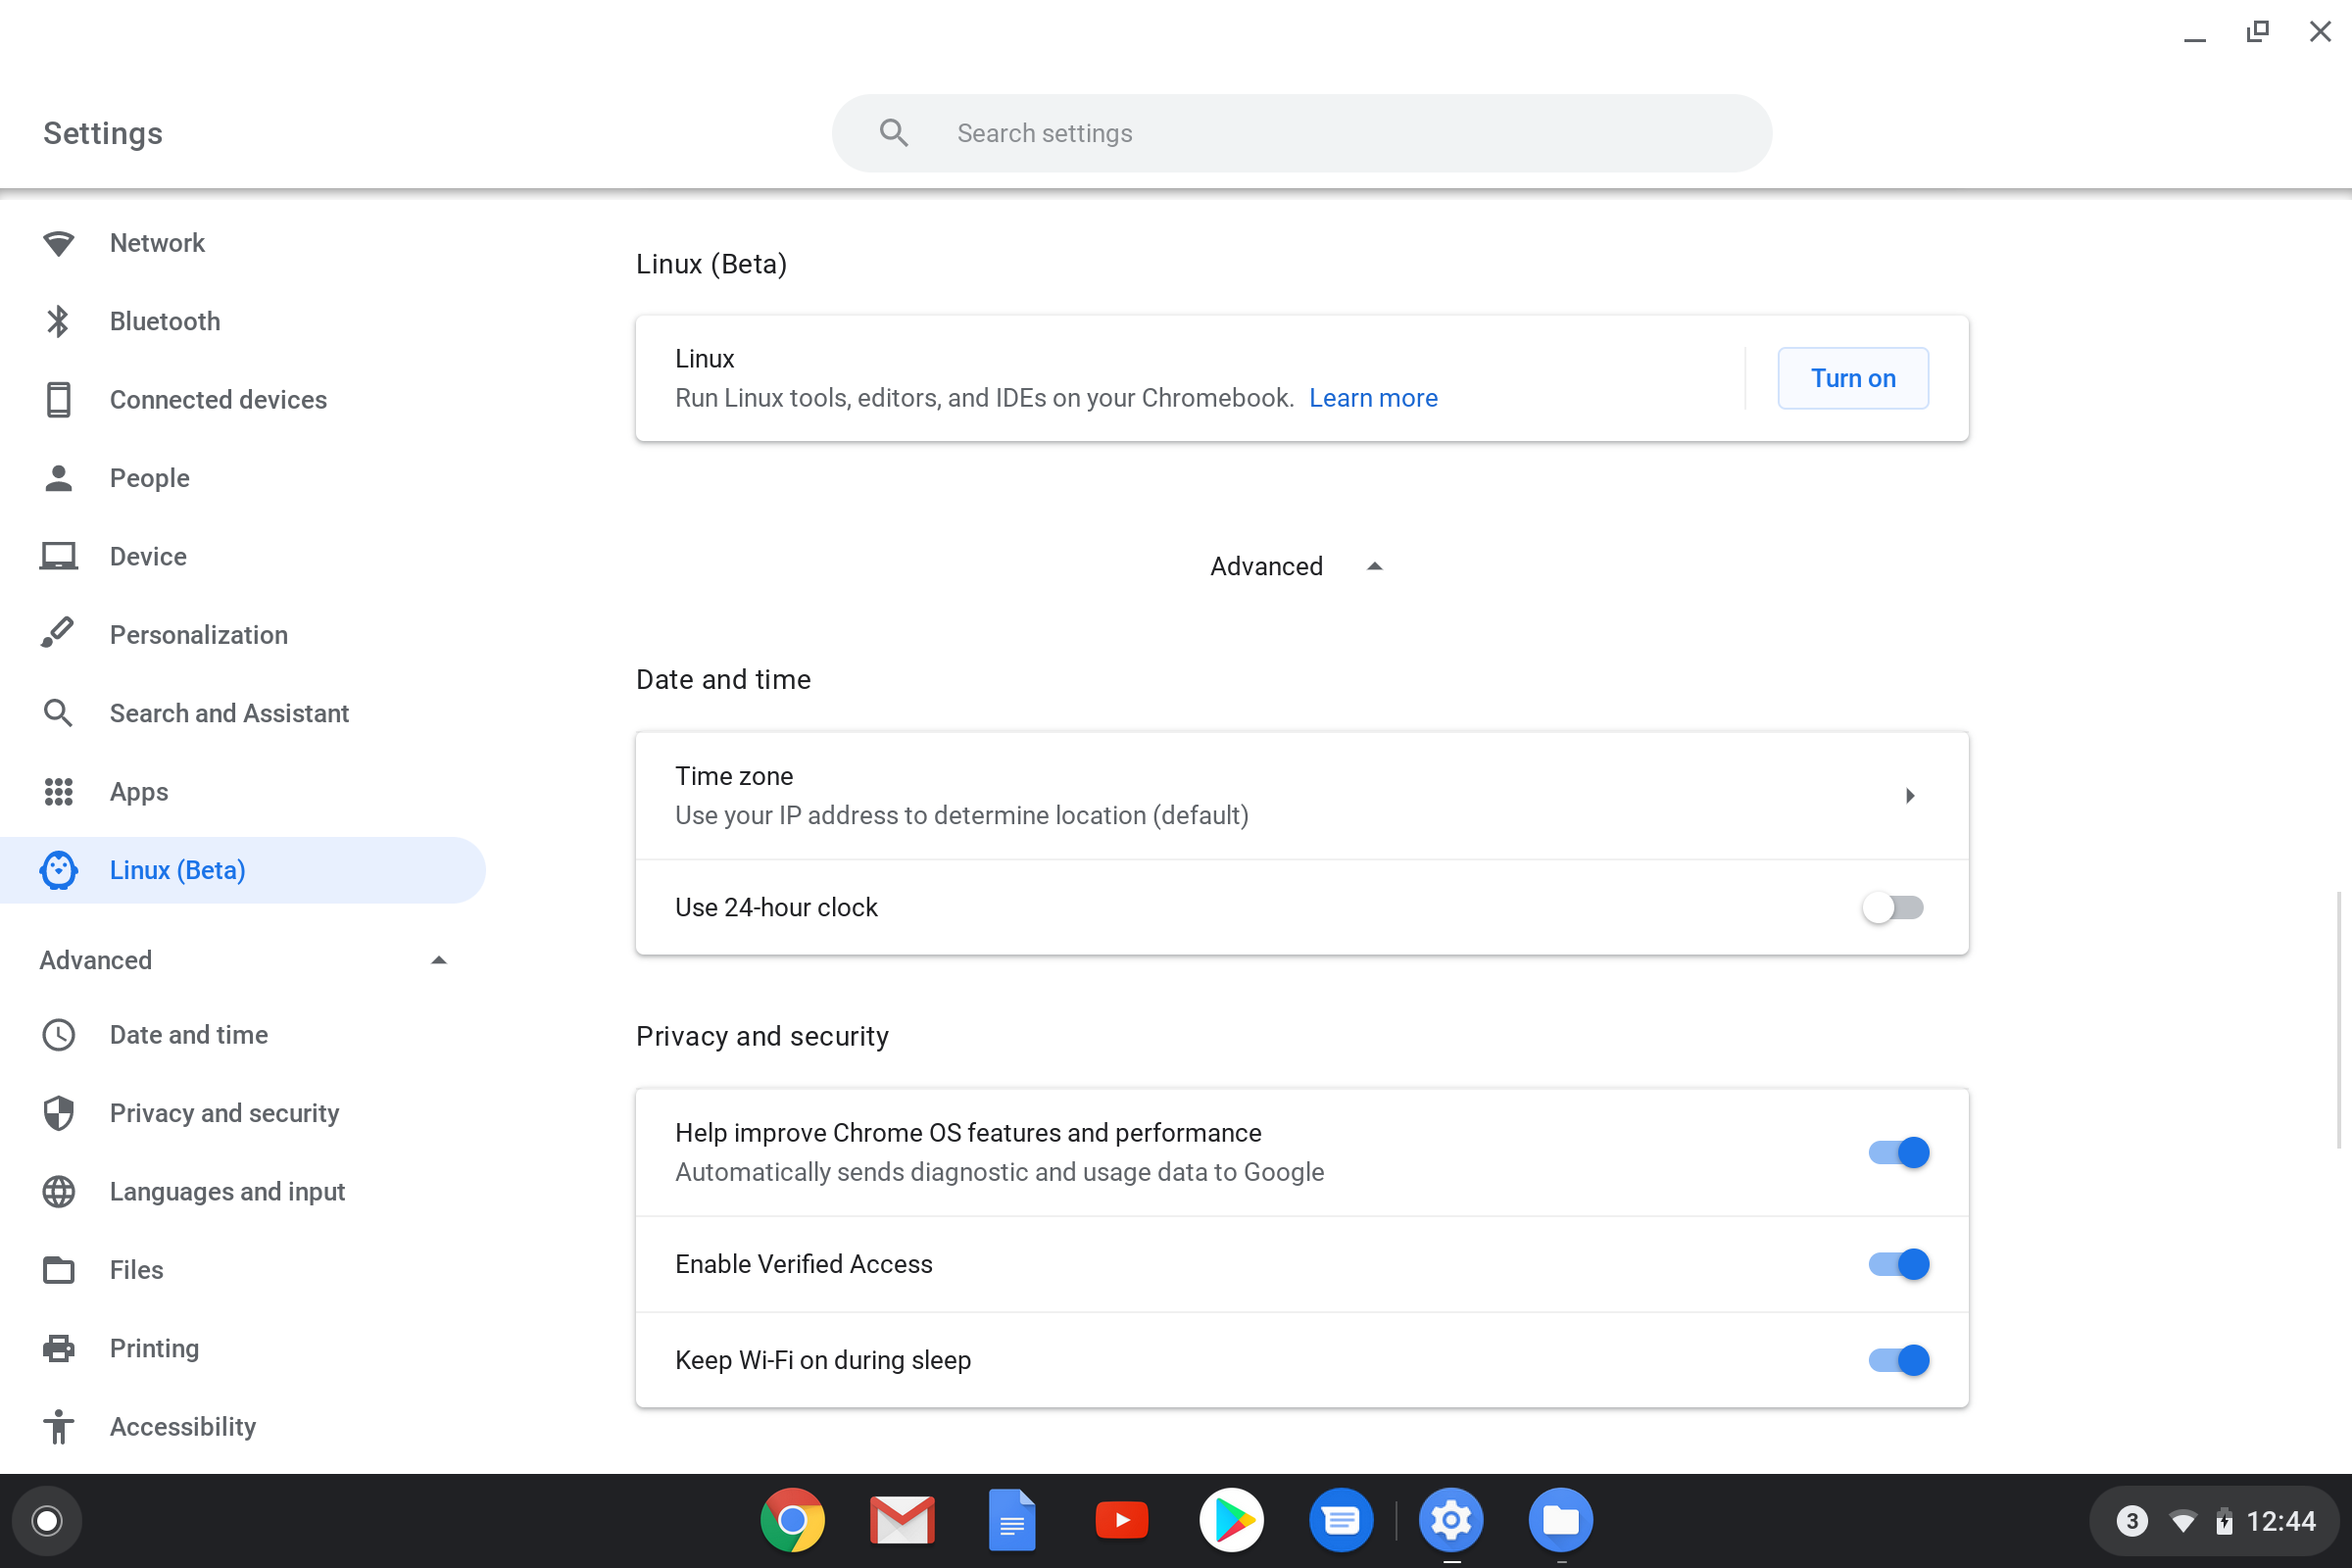 Settings
Search settings
Network
Bluetooth
Connected devices
People
Device
Personalization
Search and Assistant
Apps
Linux (Beta)
Advanced
Date and time
Privacy and security
Languages and input
Files
Printing
Accessibility
Linux (Beta)
Linux
Run Linux tools, editors, and IDEs on your Chromebook. Learn more
Turn on
Advanced
Date and time
Time zone
Use your IP address to determine location (default)
Use 24-hour clock
Privacy and security
Help improve Chrome OS features and performance
Automatically sends diagnostic and usage data to Google
Enable Verified Access
Keep Wi-Fi on during sleep
3 12:44